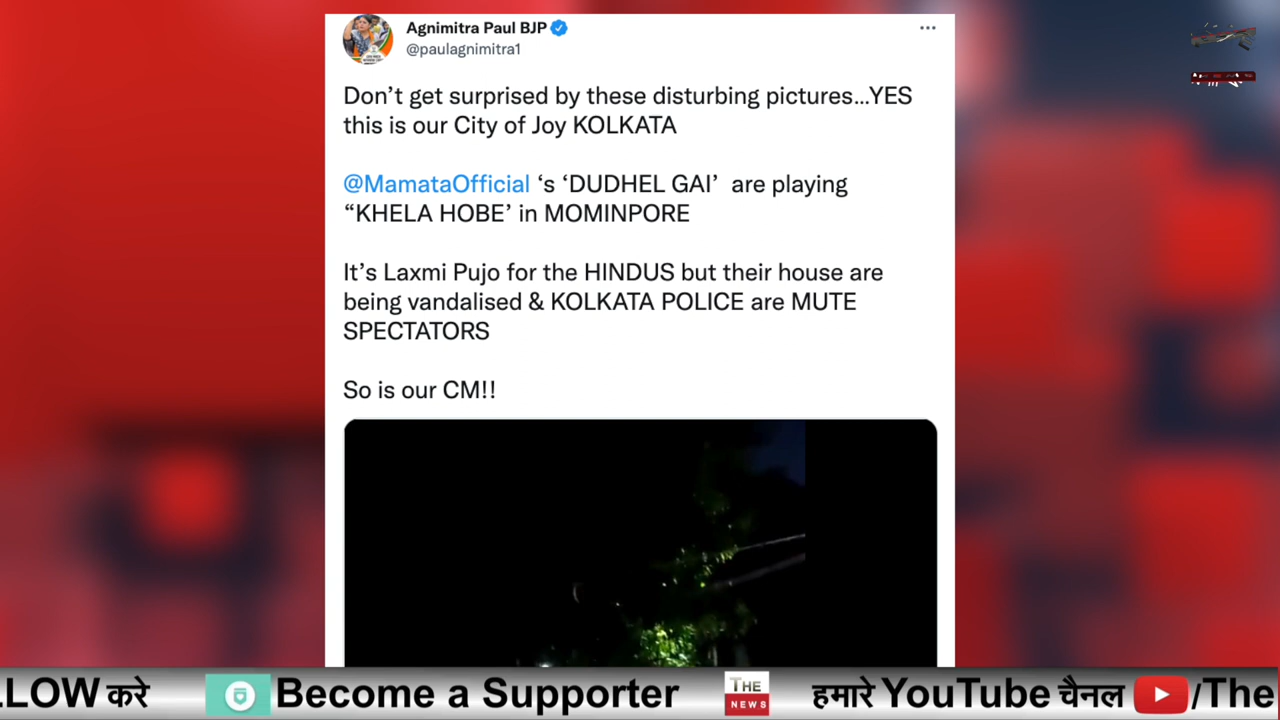 Agnimitra Paul BJP
@paulagnimitra1
Don’t get surprised by these disturbing pictures...YES
this is our City of Joy KOLKATA
@MamataOfficial ‘s ‘DUDHEL GAI’ are playing
“KHELA HOBE’ in MOMINPORE
It’s Laxmi Pujo for the HINDUS but their house are
being vandalised & KOLKATA POLICE are MUTE
SPECTATORS
So is our CM!!
LLOW करे Become a Supporter THE NEWS हमारे YouTube चैनल /The